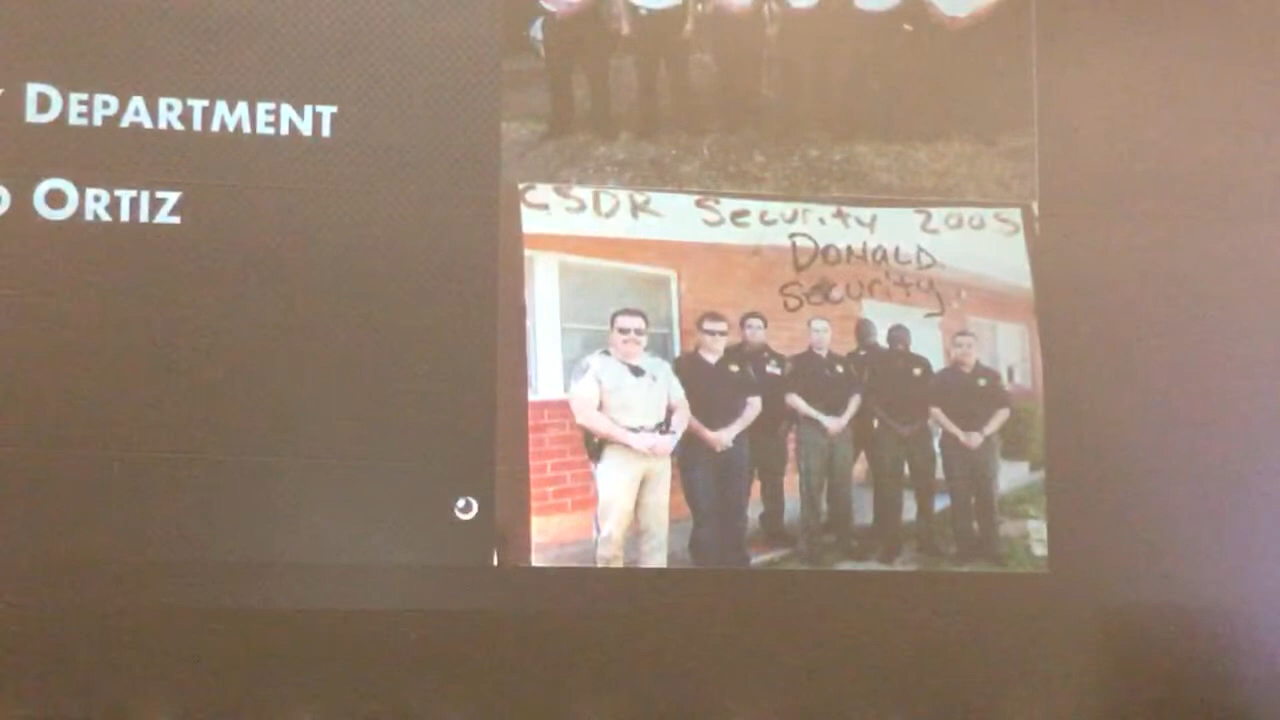 DEPARTMENT
ORTIZ
CSDR Security 2005
DONALD
Security